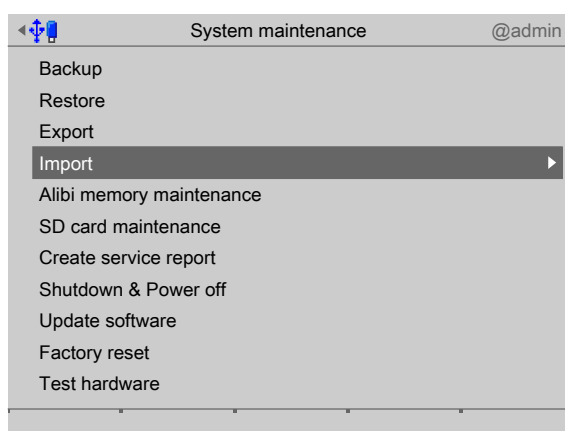 System maintenance @admin
Backup
Restore
Export
Import
Alibi memory maintenance
SD card maintenance
Create service report
Shutdown & Power off
Update software
Factory reset
Test hardware